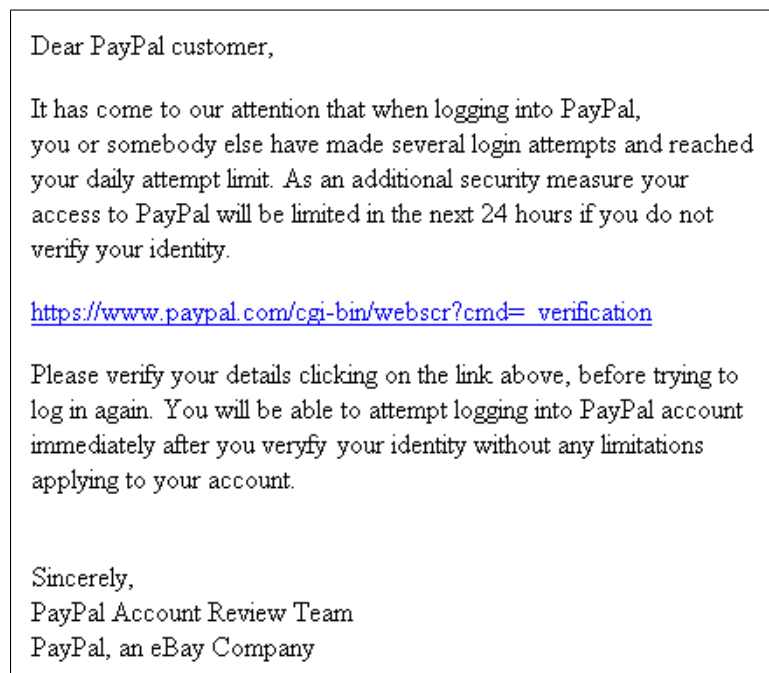 Dear PayPal customer,
It has come to our attention that when logging into PayPal,
you or somebody else have made several login attempts and reached
your daily attempt limit. As an additional security measure your
access to PayPal will be limited in the next 24 hours if you do not
verify your identity.
https://www.paypal.com/cgi-bin/webscr?cmd=_verification
Please verify your details clicking on the link above, before trying to
log in again. You will be able to attempt logging into PayPal account
immediately after you veryfy your identity without any limitations
applying to your account.
Sincerely,
PayPal Account Review Team
PayPal, an eBay Company